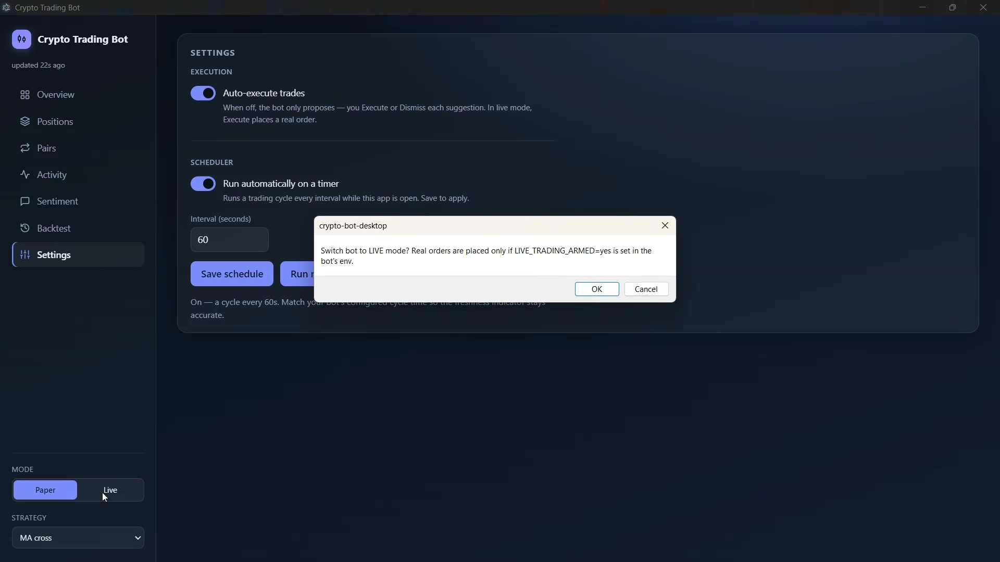 Crypto Trading Bot
Crypto Trading Bot
updated 22s ago
Overview
Positions
Pairs
Activity
Sentiment
Backtest
Settings
MODE
Paper
Live
STRATEGY
MA cross
SETTINGS
EXECUTION
Auto-execute trades
When off, the bot only proposes — you Execute or Dismiss each suggestion. In live mode,
Execute places a real order.
SCHEDULER
Run automatically on a timer
Runs a trading cycle every interval while this app is open. Save to apply.
Interval (seconds)
60
Save schedule
Run
On — a cycle every 60s. Match your bot's configured cycle time so the freshness indicator stays
accurate.
crypto-bot-desktop
Switch bot to LIVE mode? Real orders are placed only if LIVE_TRADING_ARMED=yes is set in the
bot's env.
OK
Cancel